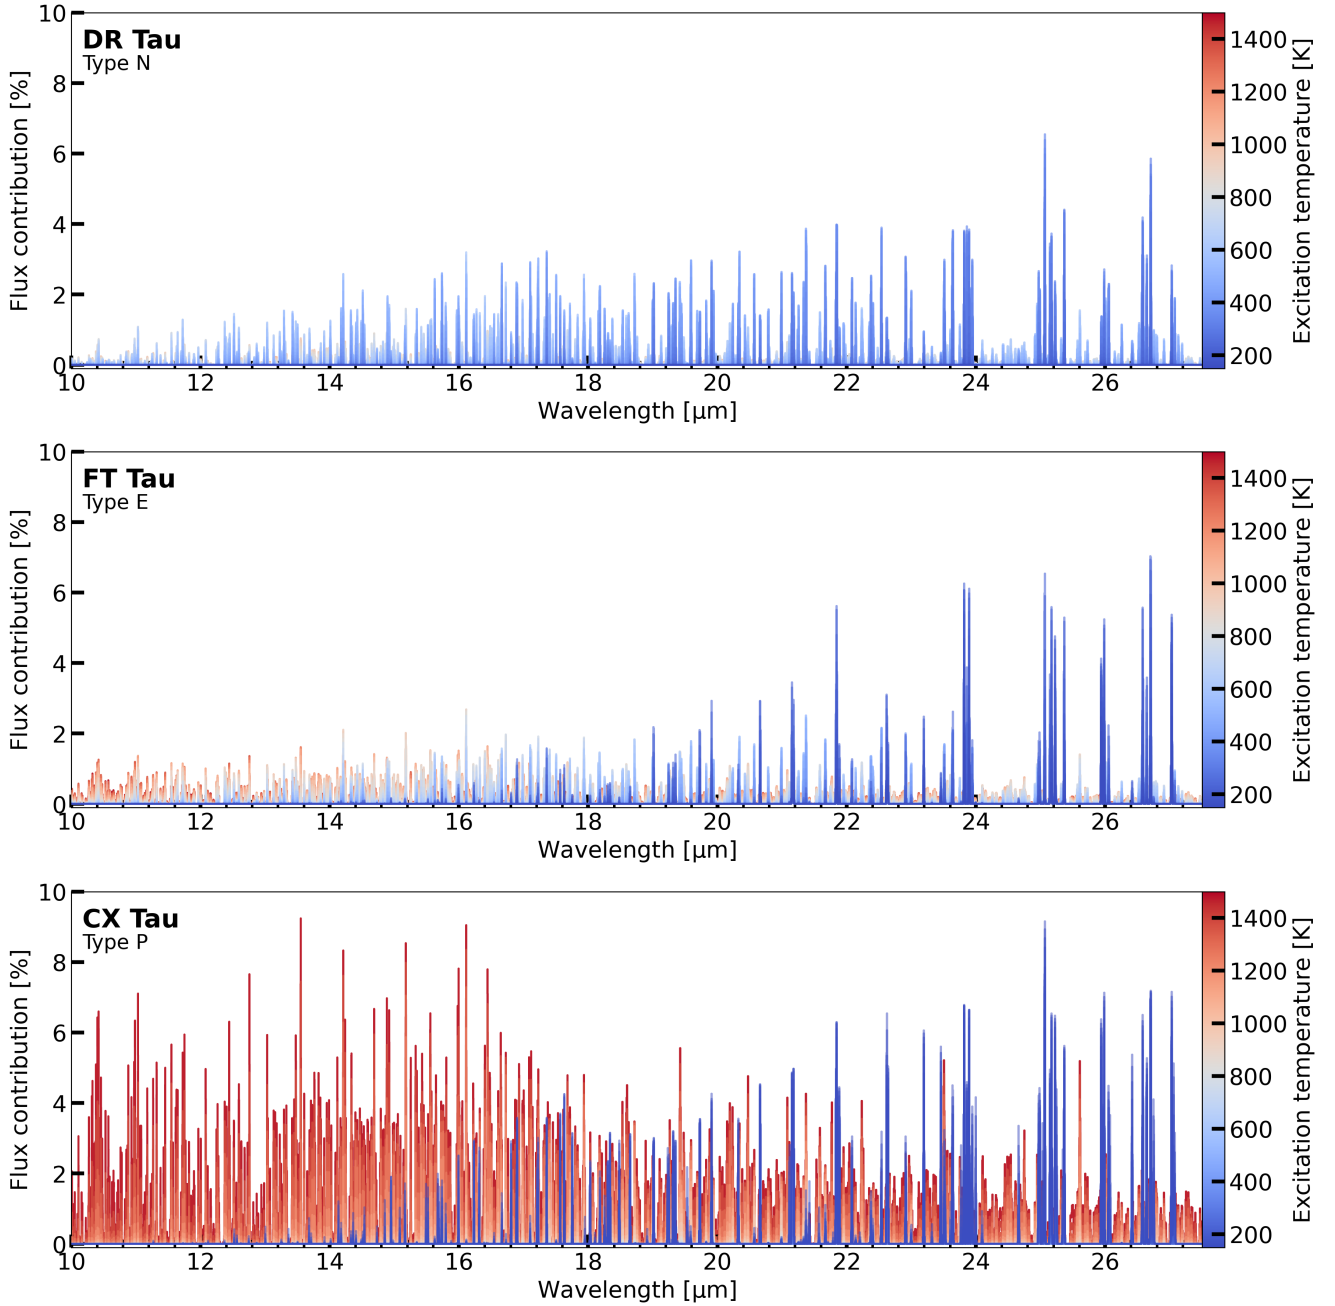 DR Tau
Type N
Flux contribution [%]
10
8
6
4
2
0
10 12 14 16 18 20 22 24 26
Wavelength [μm]
1400
1200
1000
800
600
400
200
Excitation temperature [K]
FT Tau
Type E
Flux contribution [%]
10
8
6
4
2
0
10 12 14 16 18 20 22 24 26
Wavelength [μm]
1400
1200
1000
800
600
400
200
Excitation temperature [K]
CX Tau
Type P
Flux contribution [%]
10
8
6
4
2
0
10 12 14 16 18 20 22 24 26
Wavelength [μm]
1400
1200
1000
800
600
400
200
Excitation temperature [K]